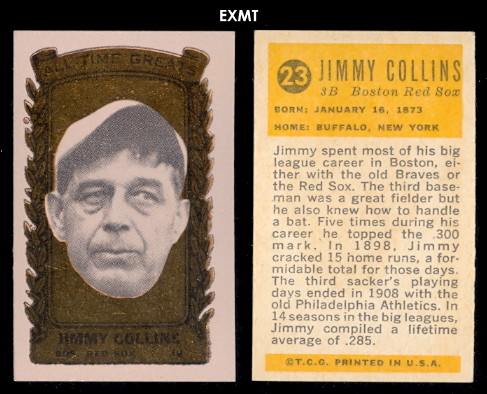 EXMT
ALL TIME GREATS
JIMMY COLLINS
BOS. RED SOX
23 JIMMY COLLINS
3B Boston Red Sox
BORN: JANUARY 16, 1873
HOME: BUFFALO, NEW YORK
Jimmy spent most of his big
league career in Boston, ei-
ther with the old Braves or
the Red Sox. The third base-
man was a great fielder but
he also knew how to handle
a bat. Five times during his
career he topped the .300
mark. In 1898, Jimmy
cracked 15 home runs, a for-
midable total for those days.
The third sacker's playing
days ended in 1908 with the
old Philadelphia Athletics. In
14 seasons in the big leagues,
Jimmy compiled a lifetime
average of .285.
©T.C.G. PRINTED IN U.S.A.